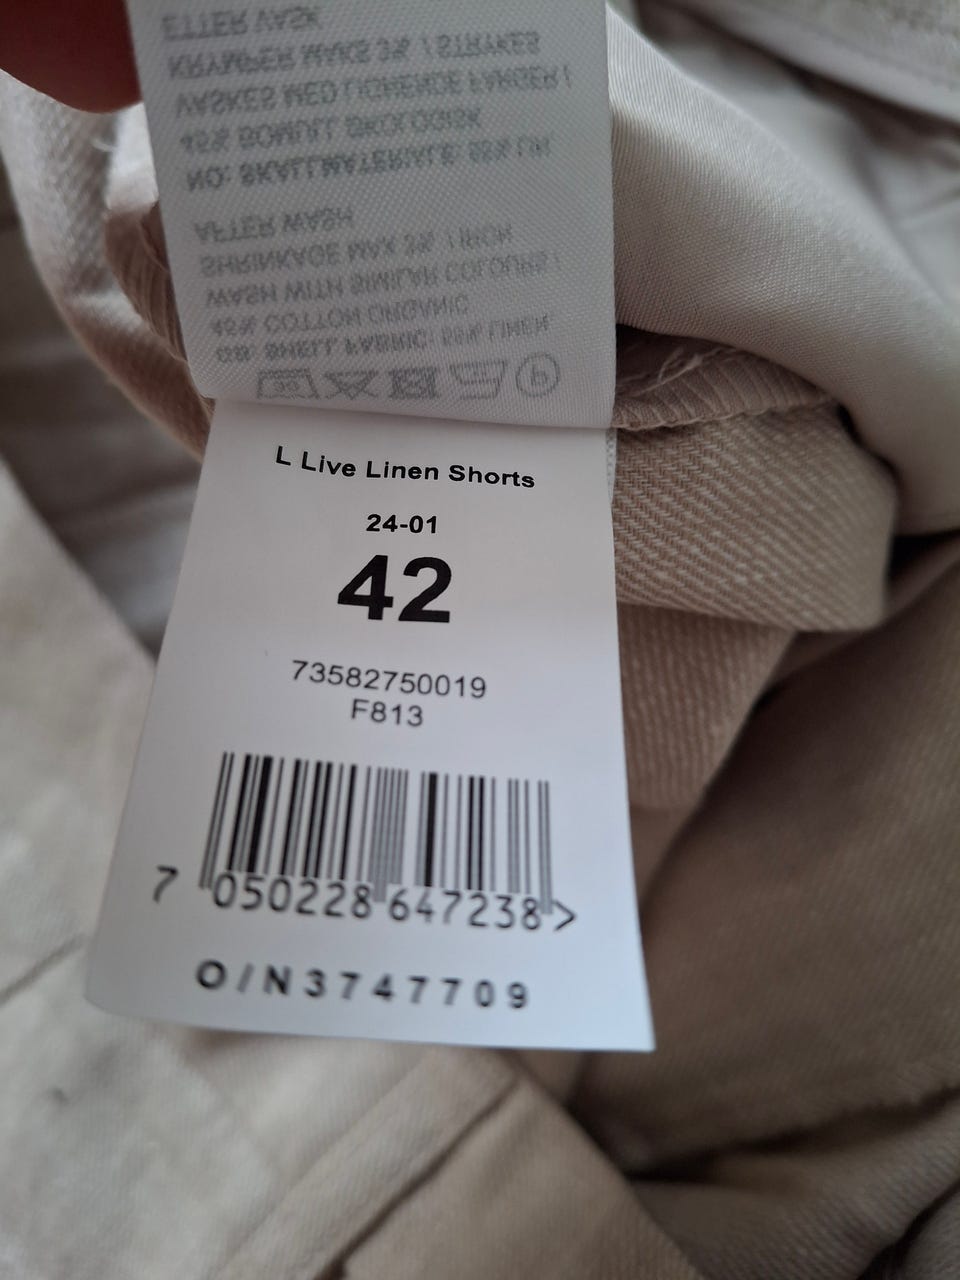 GB: SHELL FABRIC: 55% LINEN
45% COTTON ORGANIC
WASH WITH SIMILAR COLOURS !
SHRINKAGE MAX 3% ! IRON
AFTER WASH
NO: SKALLMATERIALE: 55% LIN
45% BOMULL ØKOLOGISK
VASKES MED LIGNENDE FARGER !
KRYMPER MAKS 3% ! STRYKES
ETTER VASK
L Live Linen Shorts
24-01
42
73582750019
F813
7 050228 647238 >
O/N3747709